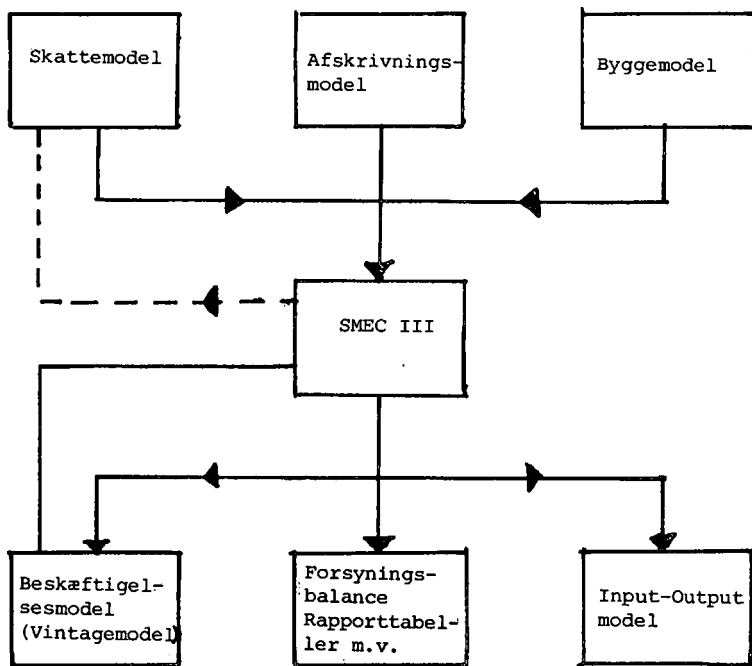 Skattemodel
Afskrivnings-
model
Byggemodel
SMEC III
Beskæftigel-
sesmodel
(Vintagemodel)
Forsynings-
balance
Rapporttabel-
ler m.v.
Input-Output
model